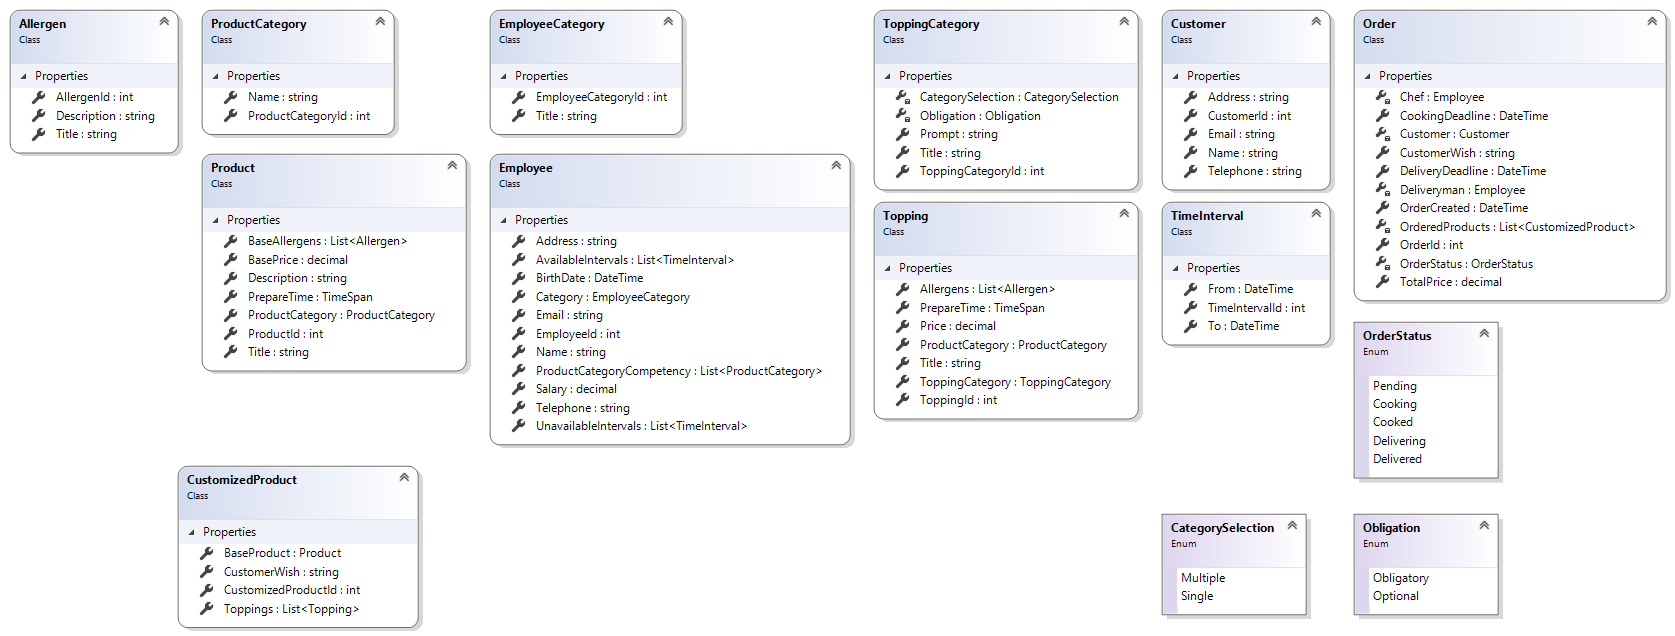 Allergen
Class
Properties
AllergenId : int
Description : string
Title : string
ProductCategory
Class
Properties
Name : string
ProductCategoryId : int
EmployeeCategory
Class
Properties
EmployeeCategoryId : int
Title : string
ToppingCategory
Class
Properties
CategorySelection : CategorySelection
Obligation : Obligation
Prompt : string
Title : string
ToppingCategoryId : int
Customer
Class
Properties
Address : string
CustomerId : int
Email : string
Name : string
Telephone : string
Order
Class
Properties
Chef : Employee
CookingDeadline : DateTime
Customer : Customer
CustomerWish : string
DeliveryDeadline : DateTime
Deliveryman : Employee
OrderCreated : DateTime
OrderedProducts : List<CustomizedProduct>
OrderId : int
OrderStatus : OrderStatus
TotalPrice : decimal
Product
Class
Properties
BaseAllergens : List<Allergen>
BasePrice : decimal
Description : string
PrepareTime : TimeSpan
ProductCategory : ProductCategory
ProductId : int
Title : string
Employee
Class
Properties
Address : string
AvailableIntervals : List<TimeInterval>
BirthDate : DateTime
Category : EmployeeCategory
Email : string
EmployeeId : int
Name : string
ProductCategoryCompetency : List<ProductCategory>
Salary : decimal
Telephone : string
UnavailableIntervals : List<TimeInterval>
Topping
Class
Properties
Allergens : List<Allergen>
PrepareTime : TimeSpan
Price : decimal
ProductCategory : ProductCategory
Title : string
ToppingCategory : ToppingCategory
ToppingId : int
TimeInterval
Class
Properties
From : DateTime
TimeIntervalId : int
To : DateTime
OrderStatus
Enum
Pending
Cooking
Cooked
Delivering
Delivered
CustomizedProduct
Class
Properties
BaseProduct : Product
CustomerWish : string
CustomizedProductId : int
Toppings : List<Topping>
CategorySelection
Enum
Multiple
Single
Obligation
Enum
Obligatory
Optional